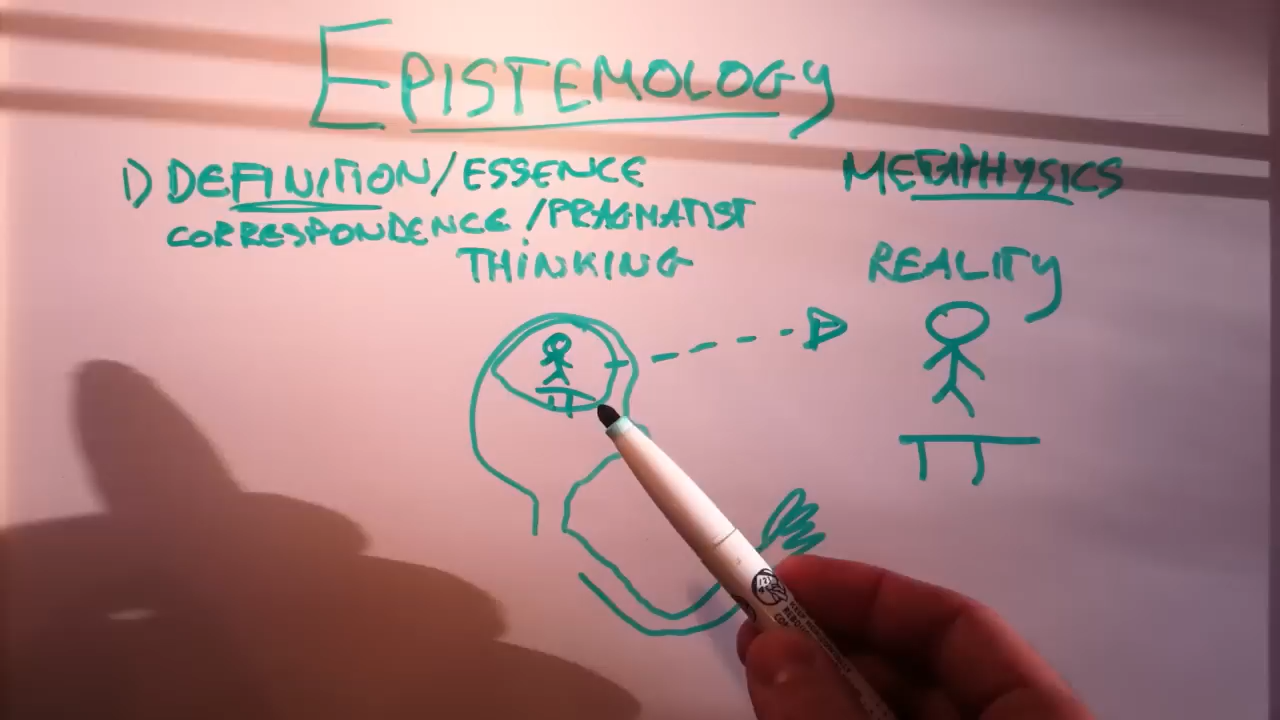 EPISTEMOLOGY
1) DEFINITION/ESSENCE
CORRESPONDENCE/PRAGMATIST
THINKING
METAPHYSICS
REALITY